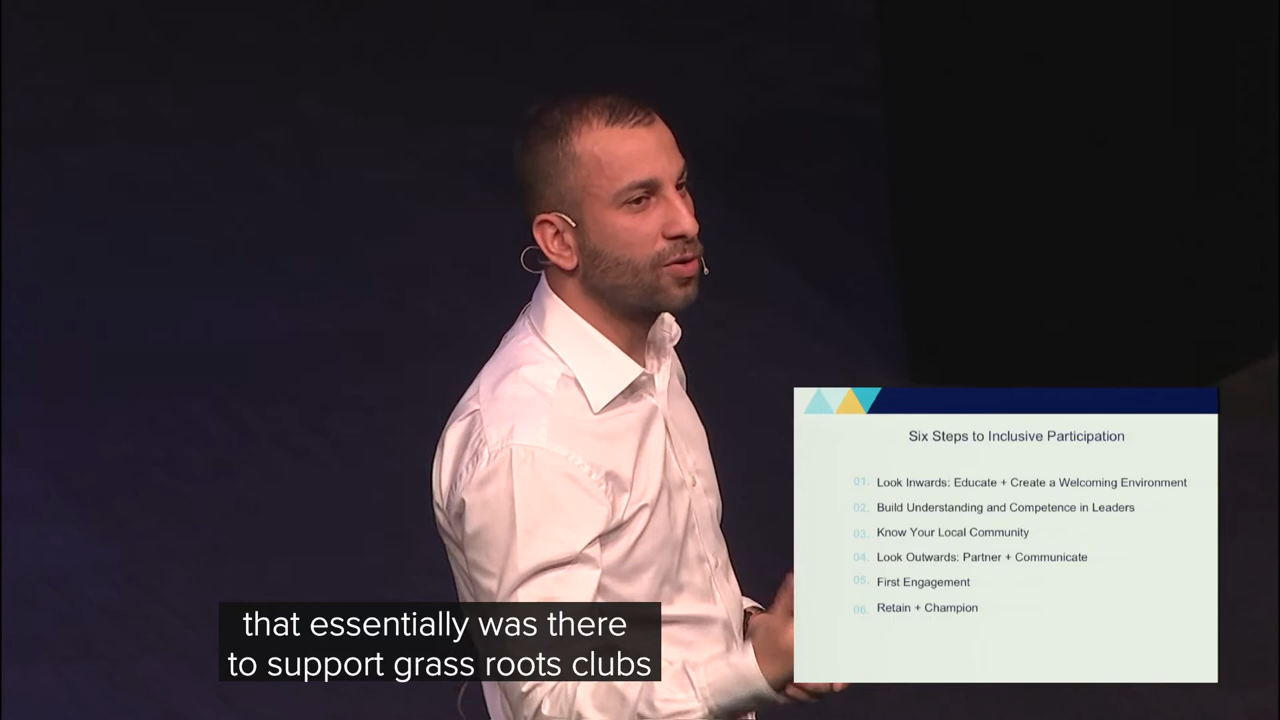 Six Steps to Inclusive Participation
01. Look Inwards: Educate + Create a Welcoming Environment
02. Build Understanding and Competence in Leaders
03. Know Your Local Community
04. Look Outwards: Partner + Communicate
05. First Engagement
06. Retain + Champion
that essentially was there
to support grass roots clubs